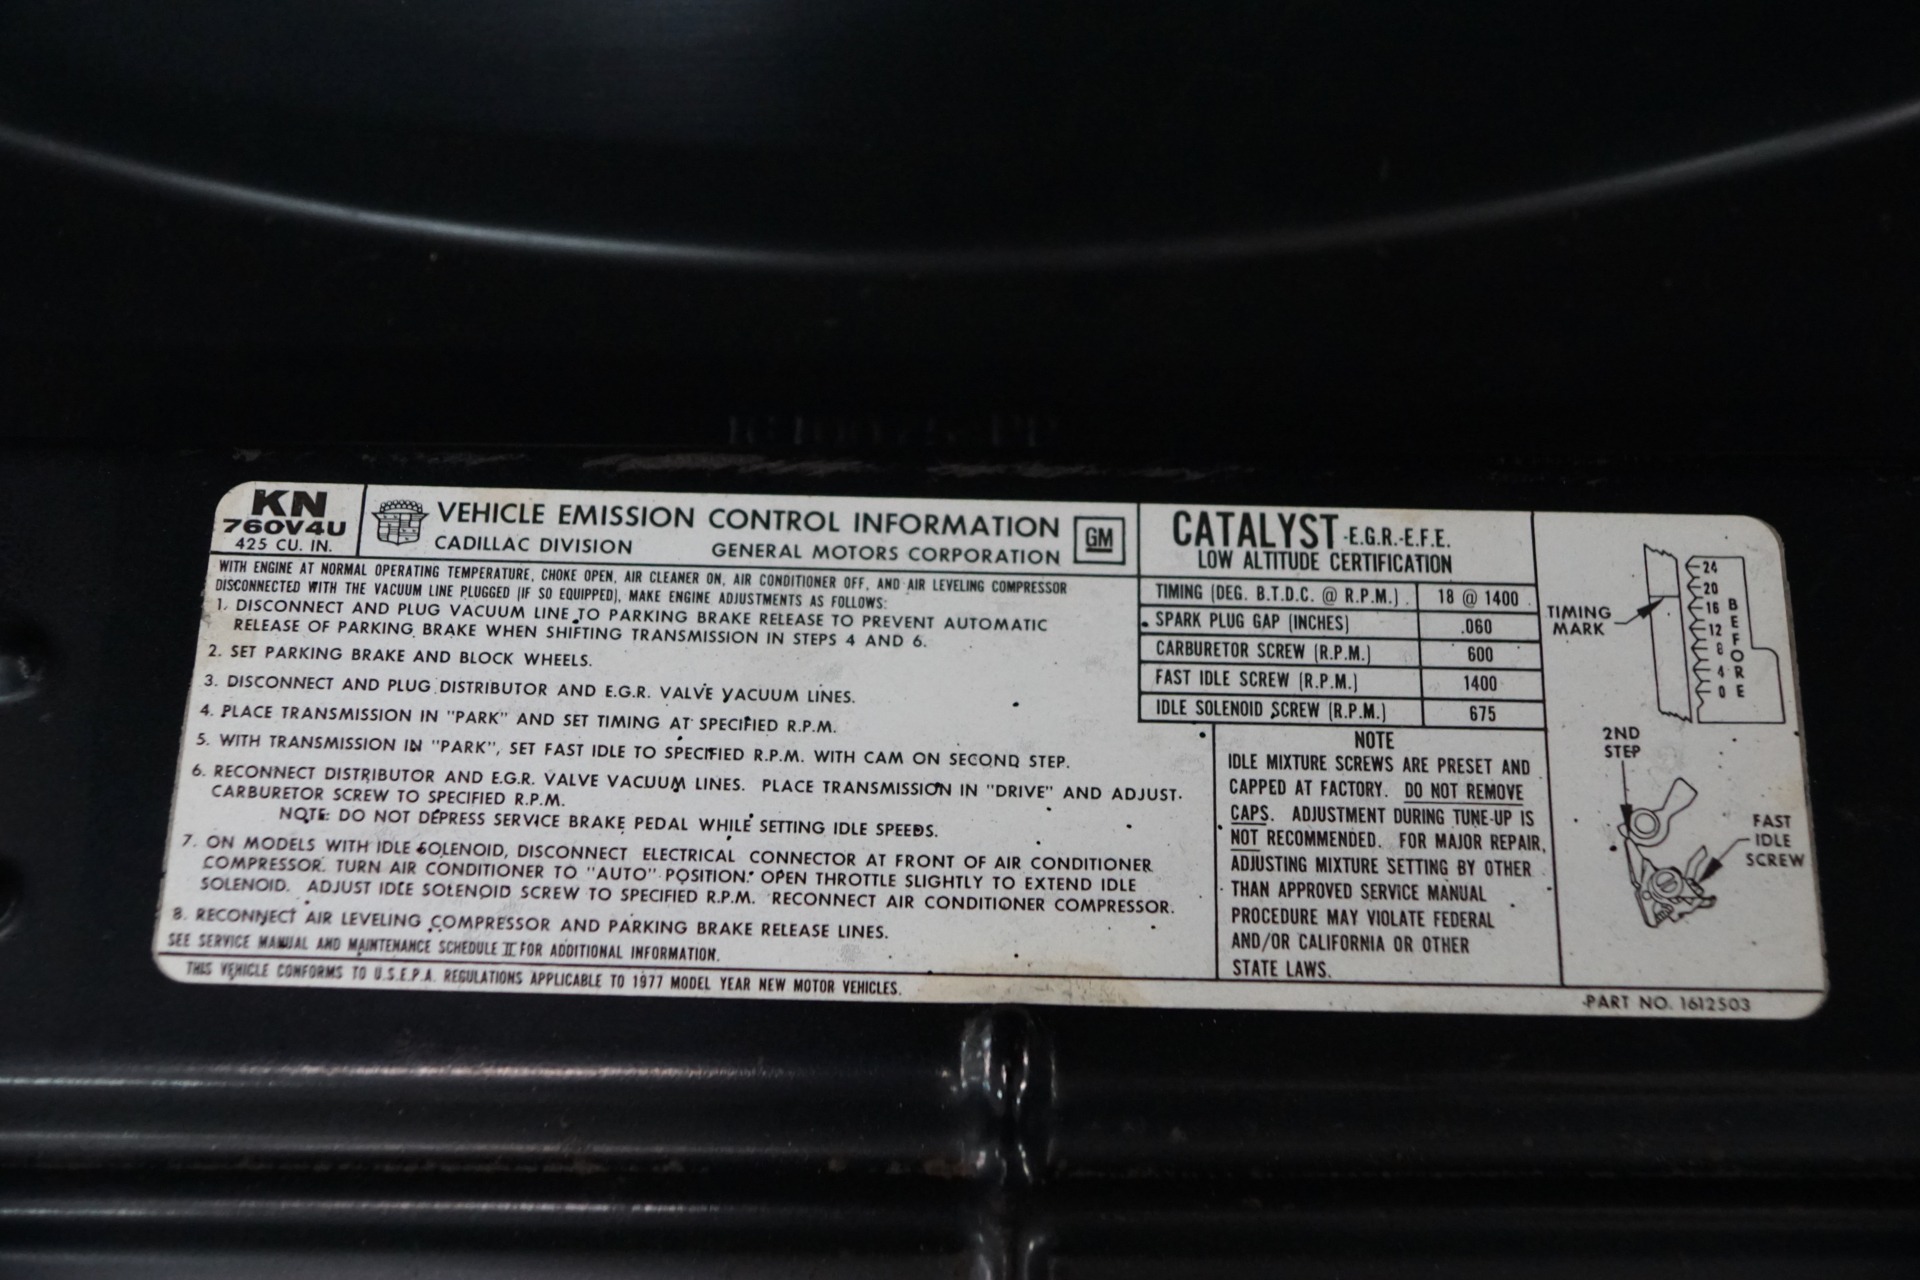 KN
760V4U
425 CU. IN.
VEHICLE EMISSION CONTROL INFORMATION
CADILLAC DIVISION GENERAL MOTORS CORPORATION
GM
WITH ENGINE AT NORMAL OPERATING TEMPERATURE, CHOKE OPEN, AIR CLEANER ON, AIR CONDITIONER OFF, AND AIR LEVELING COMPRESSOR
DISCONNECTED WITH THE VACUUM LINE PLUGGED (IF SO EQUIPPED), MAKE ENGINE ADJUSTMENTS AS FOLLOWS:
1. DISCONNECT AND PLUG VACUUM LINE TO PARKING BRAKE RELEASE TO PREVENT AUTOMATIC
RELEASE OF PARKING BRAKE WHEN SHIFTING TRANSMISSION IN STEPS 4 AND 6.
2. SET PARKING BRAKE AND BLOCK WHEELS.
3. DISCONNECT AND PLUG DISTRIBUTOR AND E.G.R. VALVE VACUUM LINES.
4. PLACE TRANSMISSION IN "PARK" AND SET TIMING AT SPECIFIED R.P.M.
5. WITH TRANSMISSION IN "PARK", SET FAST IDLE TO SPECIFIED R.P.M. WITH CAM ON SECOND STEP.
6. RECONNECT DISTRIBUTOR AND E.G.R. VALVE VACUUM LINES. PLACE TRANSMISSION IN "DRIVE" AND ADJUST
CARBURETOR SCREW TO SPECIFIED R.P.M.
NOTE: DO NOT DEPRESS SERVICE BRAKE PEDAL WHILE SETTING IDLE SPEEDS.
7. ON MODELS WITH IDLE SOLENOID, DISCONNECT ELECTRICAL CONNECTOR AT FRONT OF AIR CONDITIONER
COMPRESSOR. TURN AIR CONDITIONER TO "AUTO" POSITION. OPEN THROTTLE SLIGHTLY TO EXTEND IDLE
SOLENOID. ADJUST IDLE SOLENOID SCREW TO SPECIFIED R.P.M. RECONNECT AIR CONDITIONER COMPRESSOR.
8. RECONNECT AIR LEVELING COMPRESSOR AND PARKING BRAKE RELEASE LINES.
SEE SERVICE MANUAL AND MAINTENANCE SCHEDULE II FOR ADDITIONAL INFORMATION.
THIS VEHICLE CONFORMS TO U.S.E.P.A. REGULATIONS APPLICABLE TO 1977 MODEL YEAR NEW MOTOR VEHICLES.
CATALYST -E.G.R.-E.F.E.
LOW ALTITUDE CERTIFICATION
TIMING (DEG. B.T.D.C. @ R.P.M.) 18 @ 1400
SPARK PLUG GAP (INCHES) .060
CARBURETOR SCREW (R.P.M.) 600
FAST IDLE SCREW (R.P.M.) 1400
IDLE SOLENOID SCREW (R.P.M.) 675
NOTE
IDLE MIXTURE SCREWS ARE PRESET AND
CAPPED AT FACTORY. DO NOT REMOVE
CAPS. ADJUSTMENT DURING TUNE-UP IS
NOT RECOMMENDED. FOR MAJOR REPAIR,
ADJUSTING MIXTURE SETTING BY OTHER
THAN APPROVED SERVICE MANUAL
PROCEDURE MAY VIOLATE FEDERAL
AND/OR CALIFORNIA OR OTHER
STATE LAWS.
TIMING
MARK
24
20
16
12
8
4
0
BEFORE
2ND
STEP
FAST
IDLE
SCREW
PART NO. 1612503